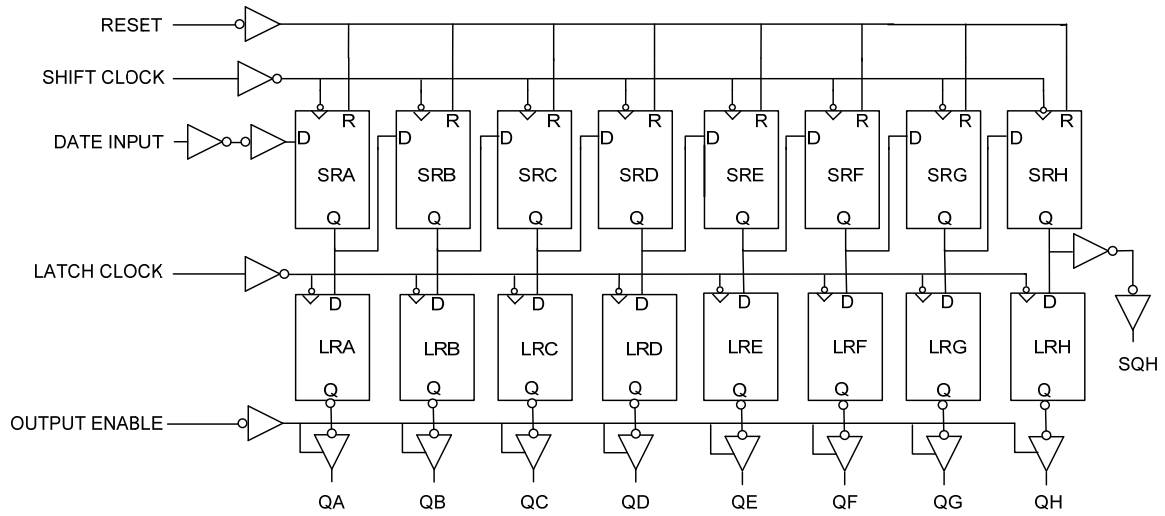 RESET
SHIFT CLOCK
R R R R R R R R
DATE INPUT
D D D D D D D D
SRA SRB SRC SRD SRE SRF SRG SRH
Q Q Q Q Q Q Q Q
LATCH CLOCK
D D D D D D D D
LRA LRB LRC LRD LRE LRF LRG LRH
SQH
Q Q Q Q Q Q Q Q
OUTPUT ENABLE
QA QB QC QD QE QF QG QH